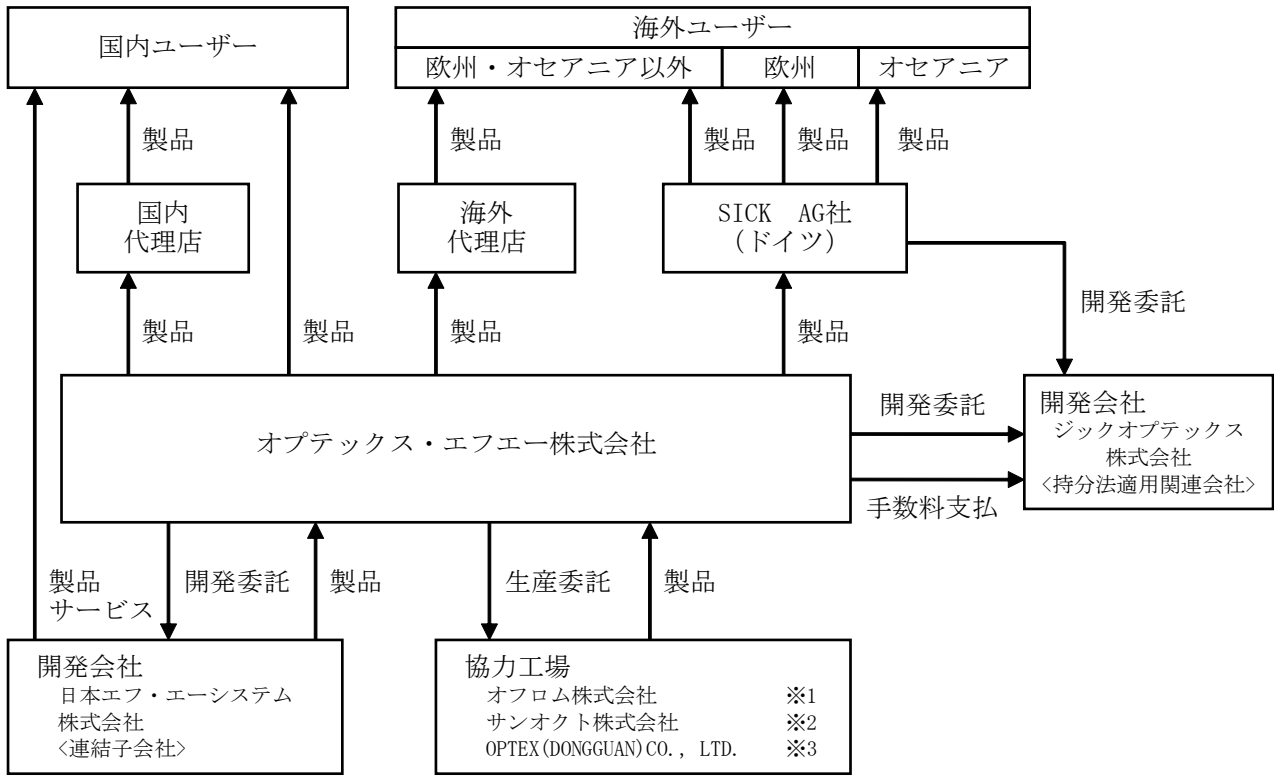 国内ユーザー
海外ユーザー
欧州・オセアニア以外
欧州
オセアニア
製品
製品
製品
製品
製品
国内
代理店
海外
代理店
SICK AG社
(ドイツ)
製品
製品
製品
製品
開発委託
オプテックス・エフエー株式会社
開発委託
手数料支払
開発会社
ジックオプテックス
株式会社
<持分法適用関連会社>
製品
サービス
開発委託
製品
生産委託
製品
開発会社
日本エフ・エーシステム
株式会社
<連結子会社>
協力工場
オフロム株式会社 ※1
サンオクト株式会社 ※2
OPTEX(DONGGUAN)CO., LTD. ※3